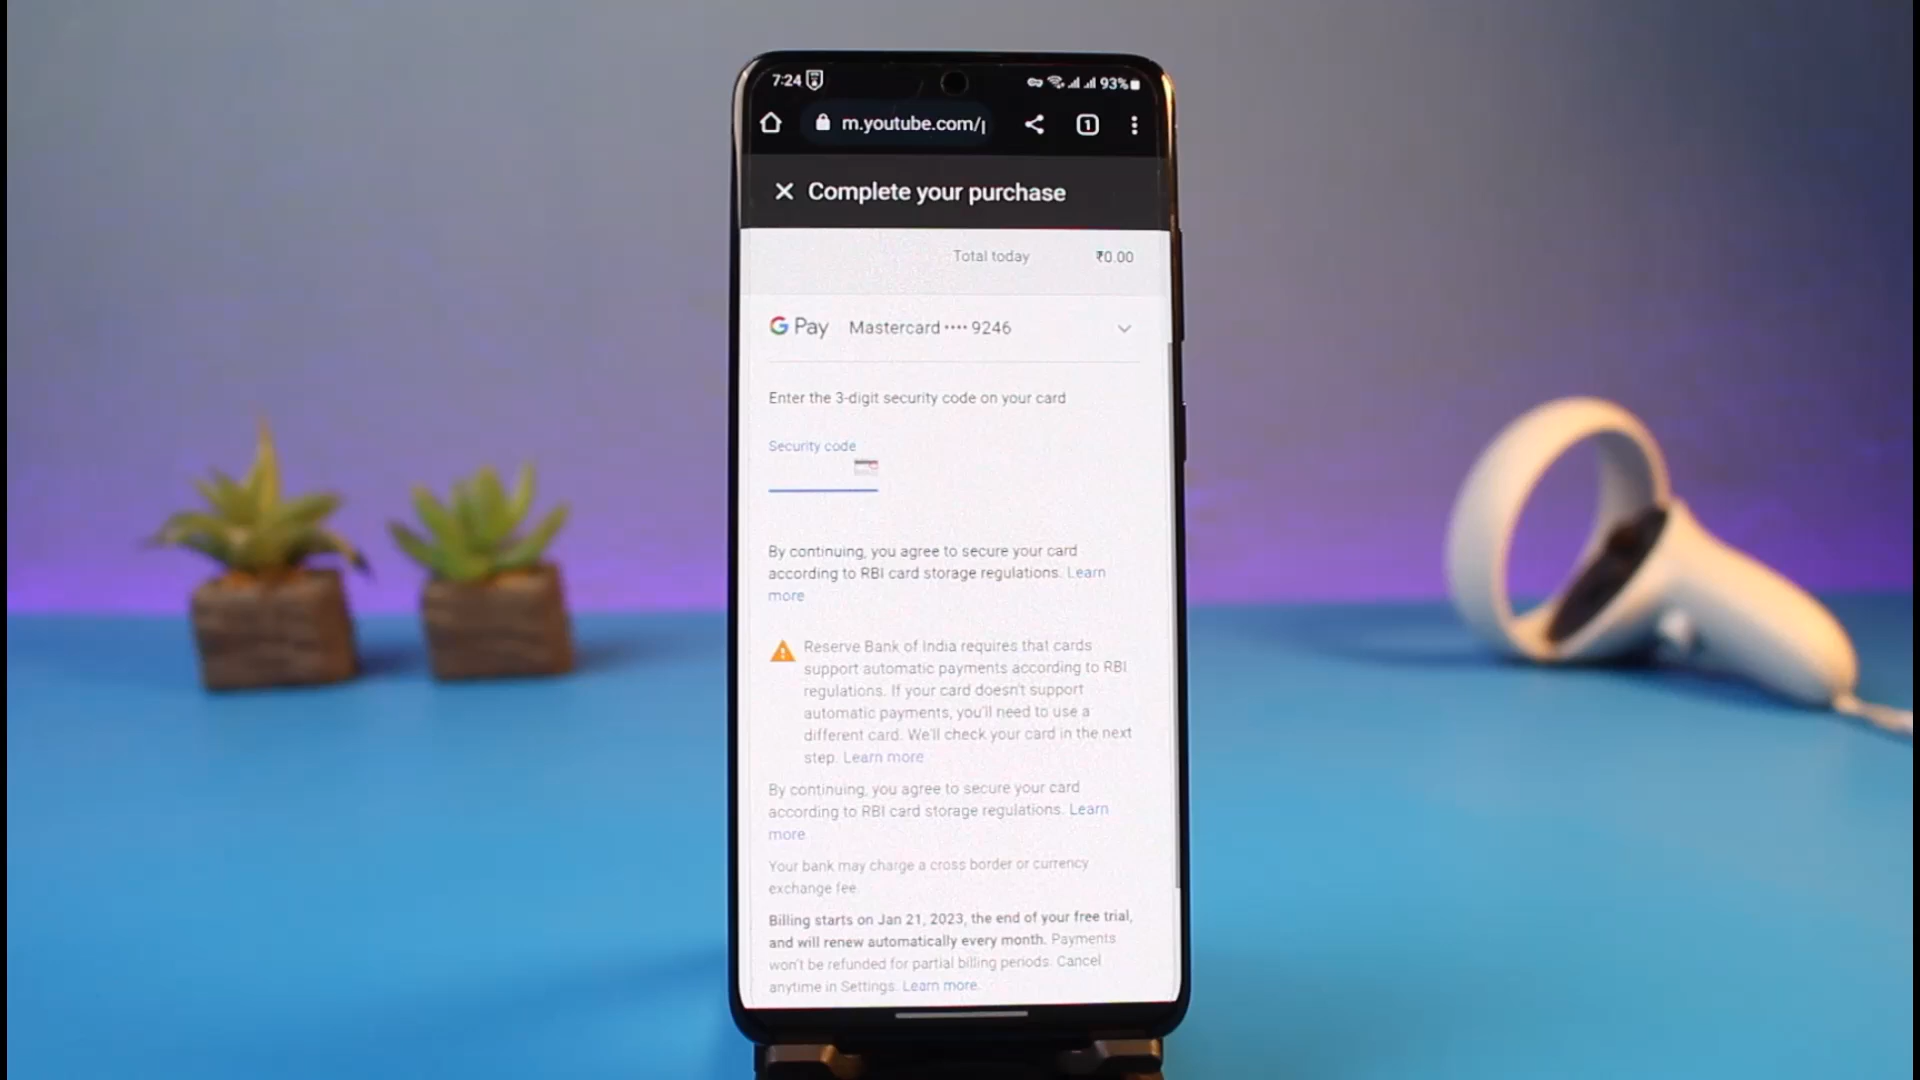 7:24 93%
m.youtube.com/p 1
Complete your purchase
Total today ₹0.00
G Pay Mastercard •••• 9246
Enter the 3-digit security code on your card
Security code
By continuing, you agree to secure your card
according to RBI card storage regulations. Learn
more
Reserve Bank of India requires that cards
support automatic payments according to RBI
regulations. If your card doesn't support
automatic payments, you'll need to use a
different card. We'll check your card in the next
step. Learn more
By continuing, you agree to secure your card
according to RBI card storage regulations. Learn
more
Your bank may charge a cross border or currency
exchange fee.
Billing starts on Jan 21, 2023, the end of your free trial,
and will renew automatically every month. Payments
won't be refunded for partial billing periods. Cancel
anytime in Settings. Learn more.